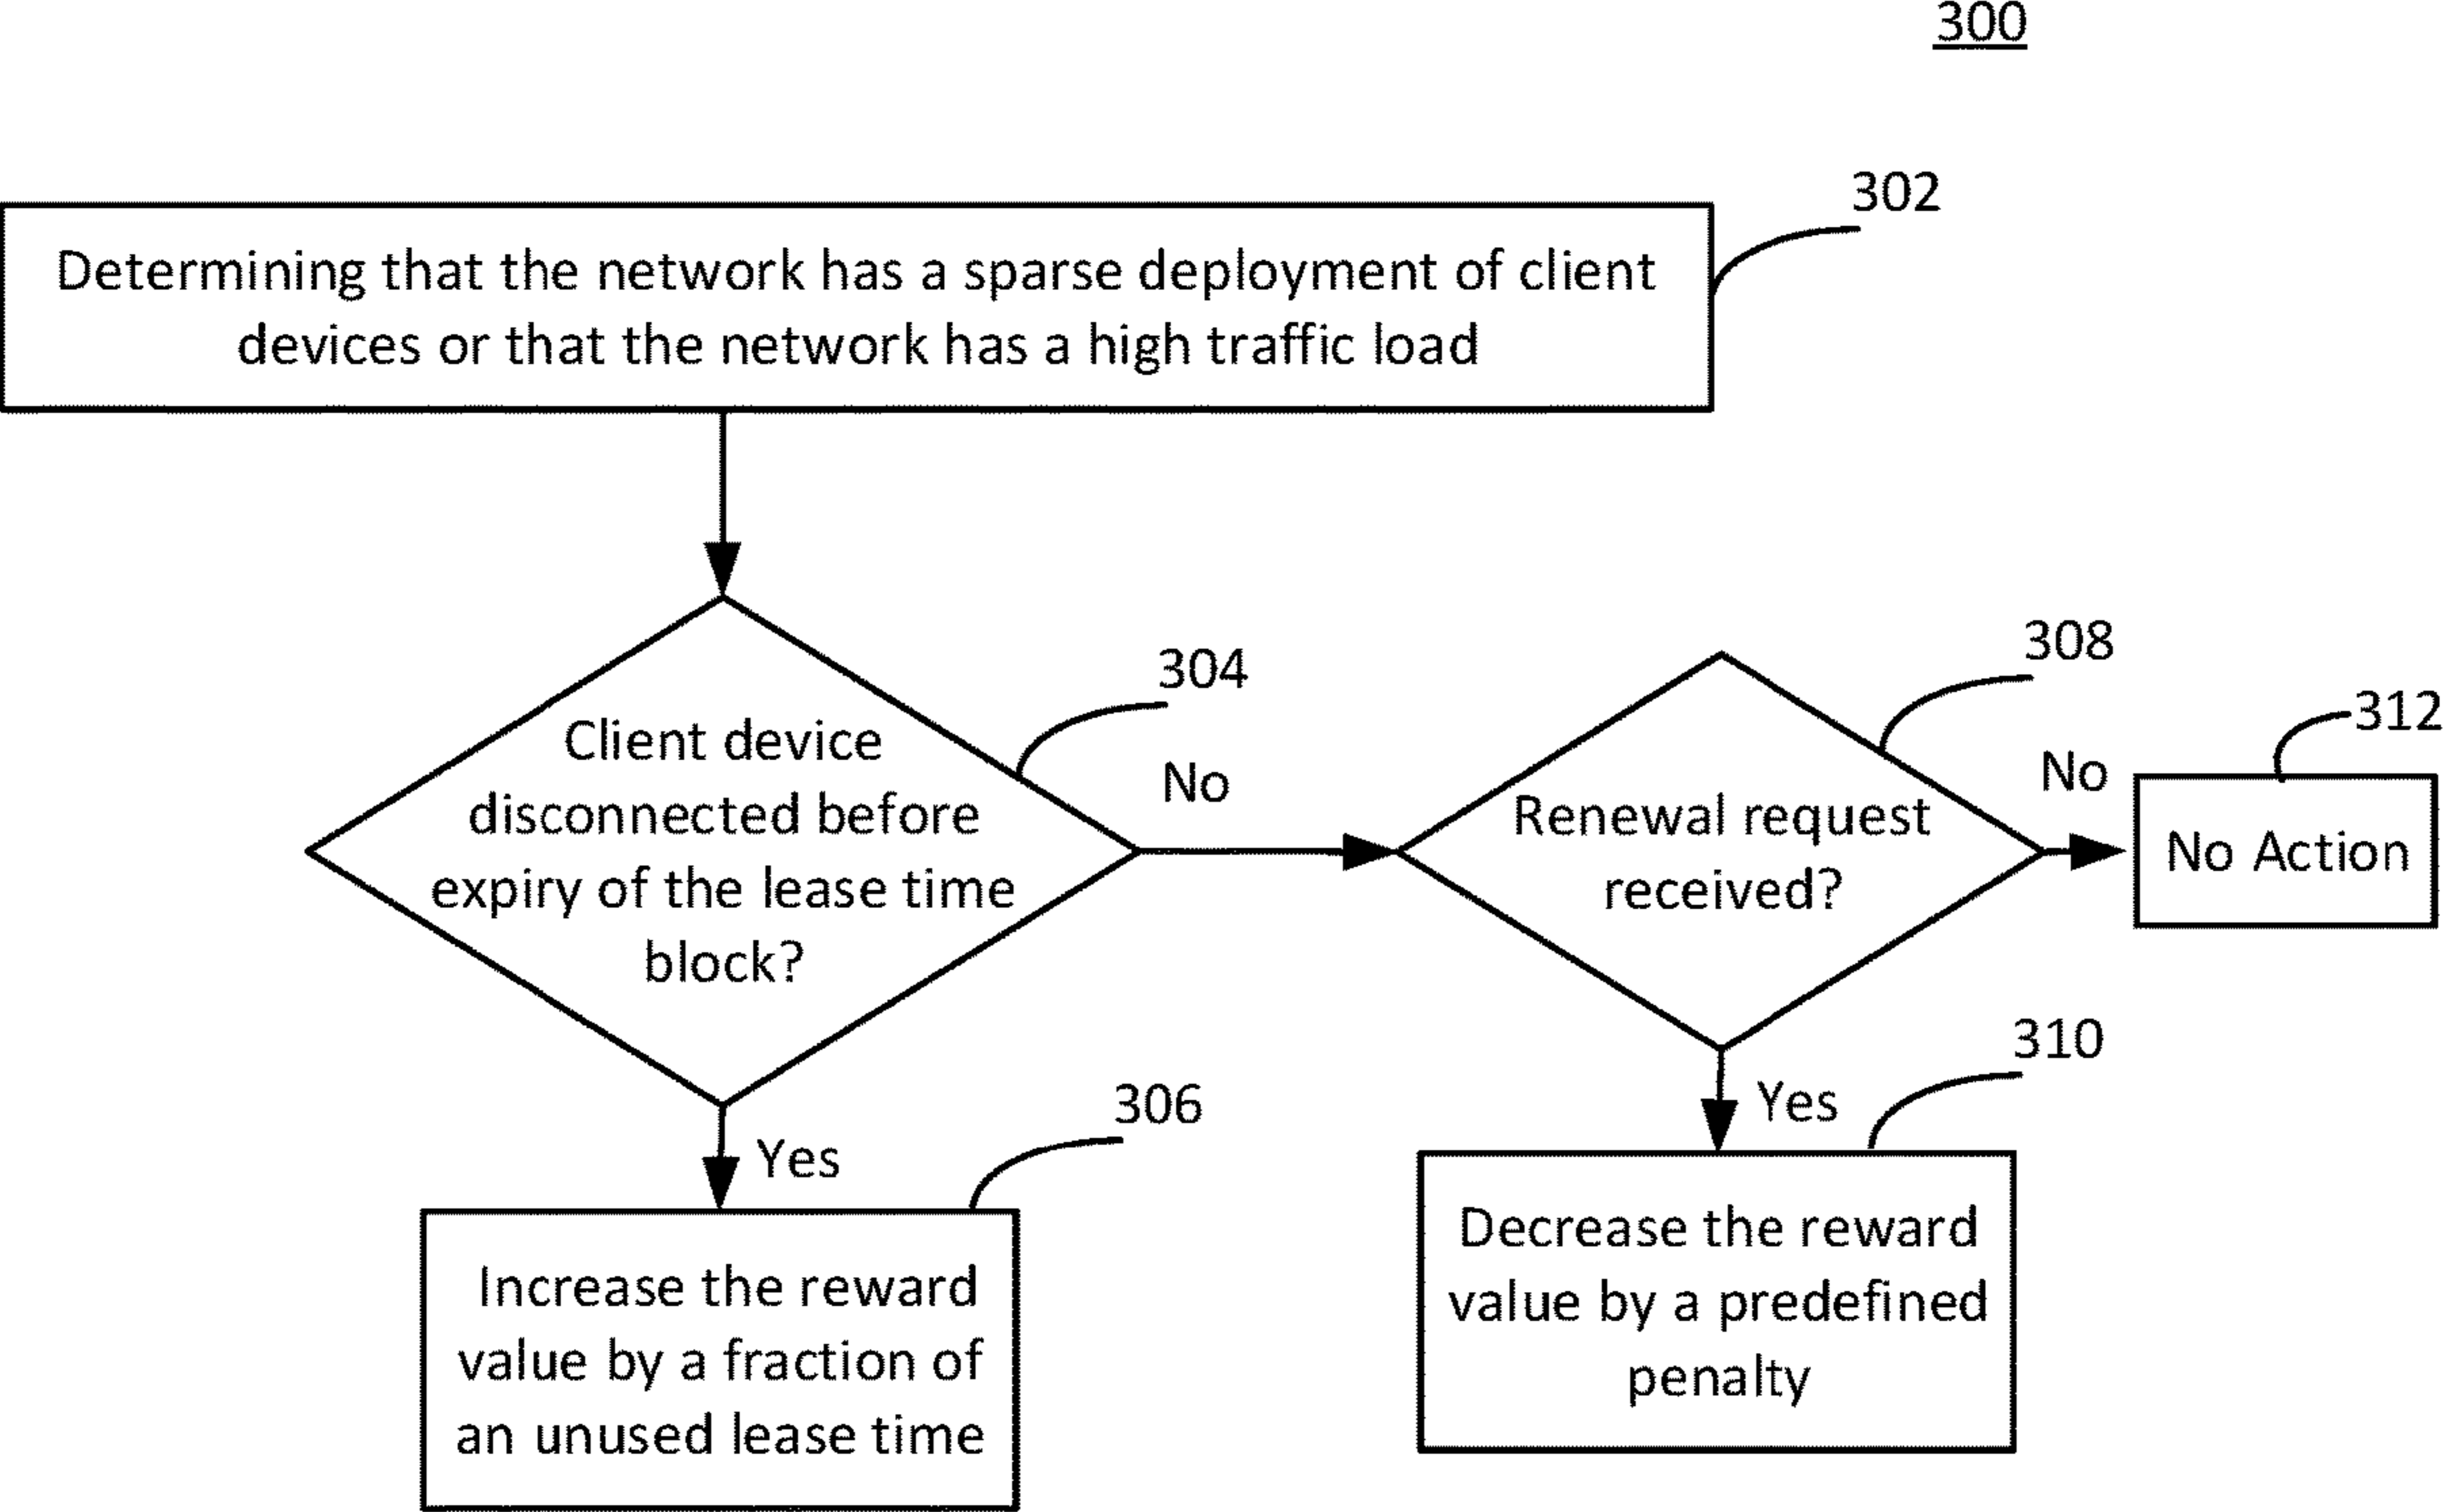 300
302
Determining that the network has a sparse deployment of client
devices or that the network has a high traffic load
304
Client device
disconnected before
expiry of the lease time
block?
No
308
Renewal request
received?
No
312
No Action
Yes
306
Increase the reward
value by a fraction of
an unused lease time
Yes
310
Decrease the reward
value by a predefined
penalty